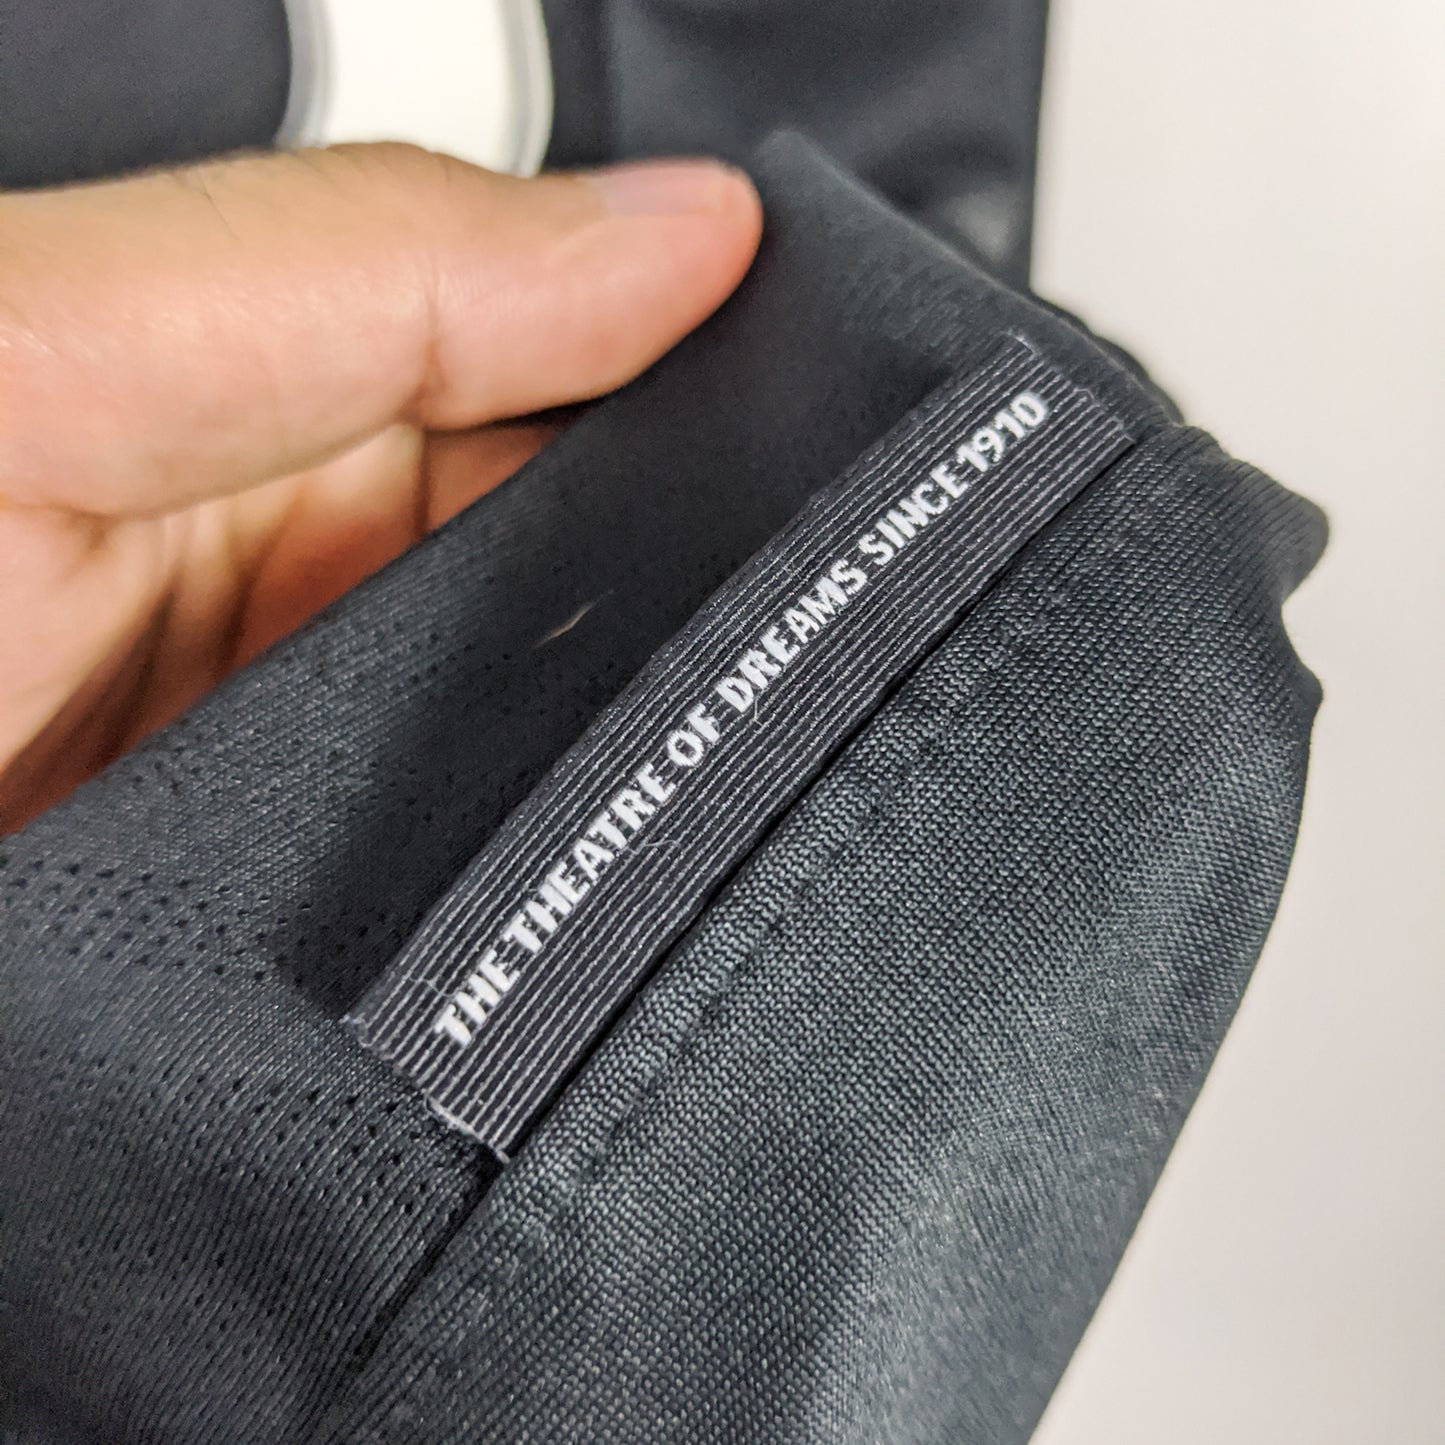 THE THEATRE OF DREAMS SINCE 1910